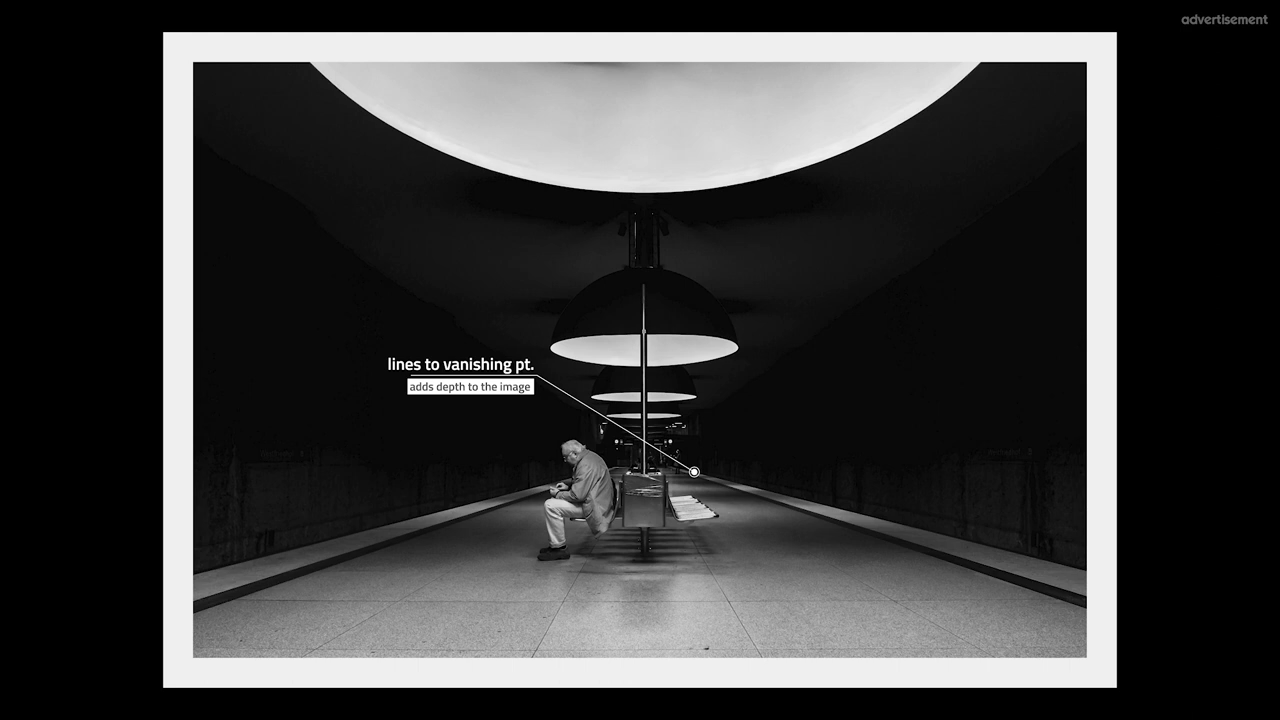 advertisement
lines to vanishing pt.
adds depth to the image